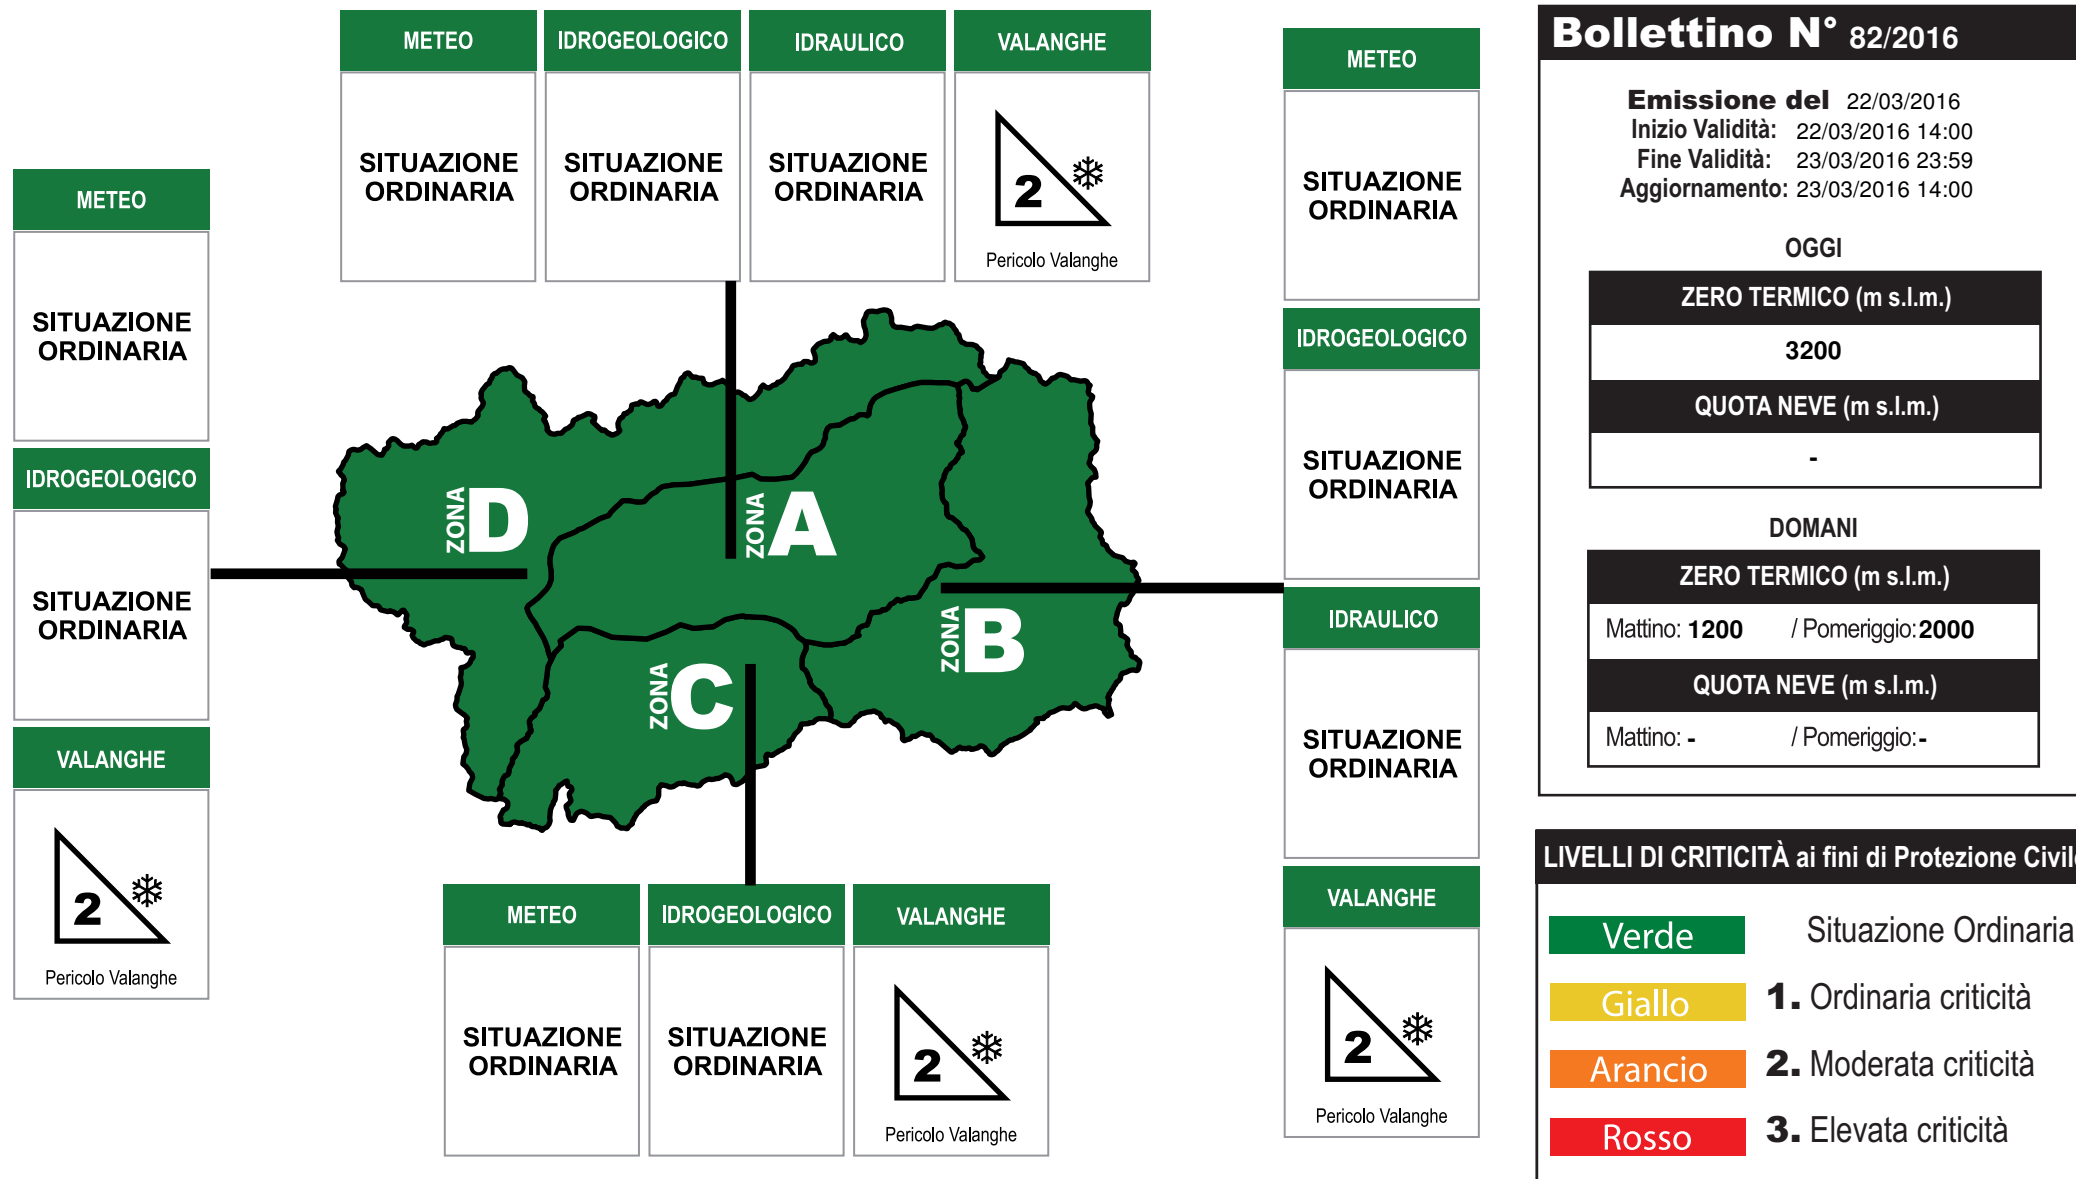 METEO
IDROGEOLOGICO
IDRAULICO
VALANGHE
SITUAZIONE
ORDINARIA
SITUAZIONE
ORDINARIA
SITUAZIONE
ORDINARIA
2
Pericolo Valanghe
METEO
SITUAZIONE
ORDINARIA
IDROGEOLOGICO
SITUAZIONE
ORDINARIA
VALANGHE
2
Pericolo Valanghe
ZONA D
ZONA A
ZONA B
ZONA C
METEO
IDROGEOLOGICO
VALANGHE
SITUAZIONE
ORDINARIA
SITUAZIONE
ORDINARIA
2
Pericolo Valanghe
METEO
SITUAZIONE
ORDINARIA
IDROGEOLOGICO
SITUAZIONE
ORDINARIA
IDRAULICO
SITUAZIONE
ORDINARIA
VALANGHE
2
Pericolo Valanghe
Bollettino N° 82/2016
Emissione del 22/03/2016
Inizio Validità: 22/03/2016 14:00
Fine Validità: 23/03/2016 23:59
Aggiornamento: 23/03/2016 14:00
OGGI
ZERO TERMICO (m s.l.m.)
3200
QUOTA NEVE (m s.l.m.)
-
DOMANI
ZERO TERMICO (m s.l.m.)
Mattino: 1200 / Pomeriggio: 2000
QUOTA NEVE (m s.l.m.)
Mattino: - / Pomeriggio: -
LIVELLI DI CRITICITÀ ai fini di Protezione Civile
Verde Situazione Ordinaria
Giallo 1. Ordinaria criticità
Arancio 2. Moderata criticità
Rosso 3. Elevata criticità